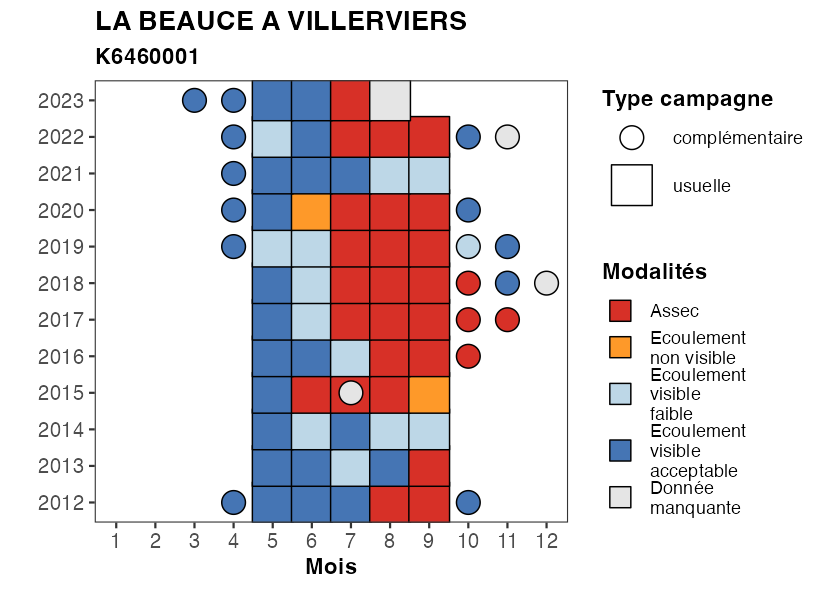 LA BEAUCE A VILLERVIERS
K6460001
2023
2022
2021
2020
2019
2018
2017
2016
2015
2014
2013
2012
1 2 3 4 5 6 7 8 9 10 11 12
Mois
Type campagne
complémentaire
usuelle
Modalités
Assec
Ecoulement
non visible
Ecoulement
visible
faible
Ecoulement
visible
acceptable
Donnée
manquante